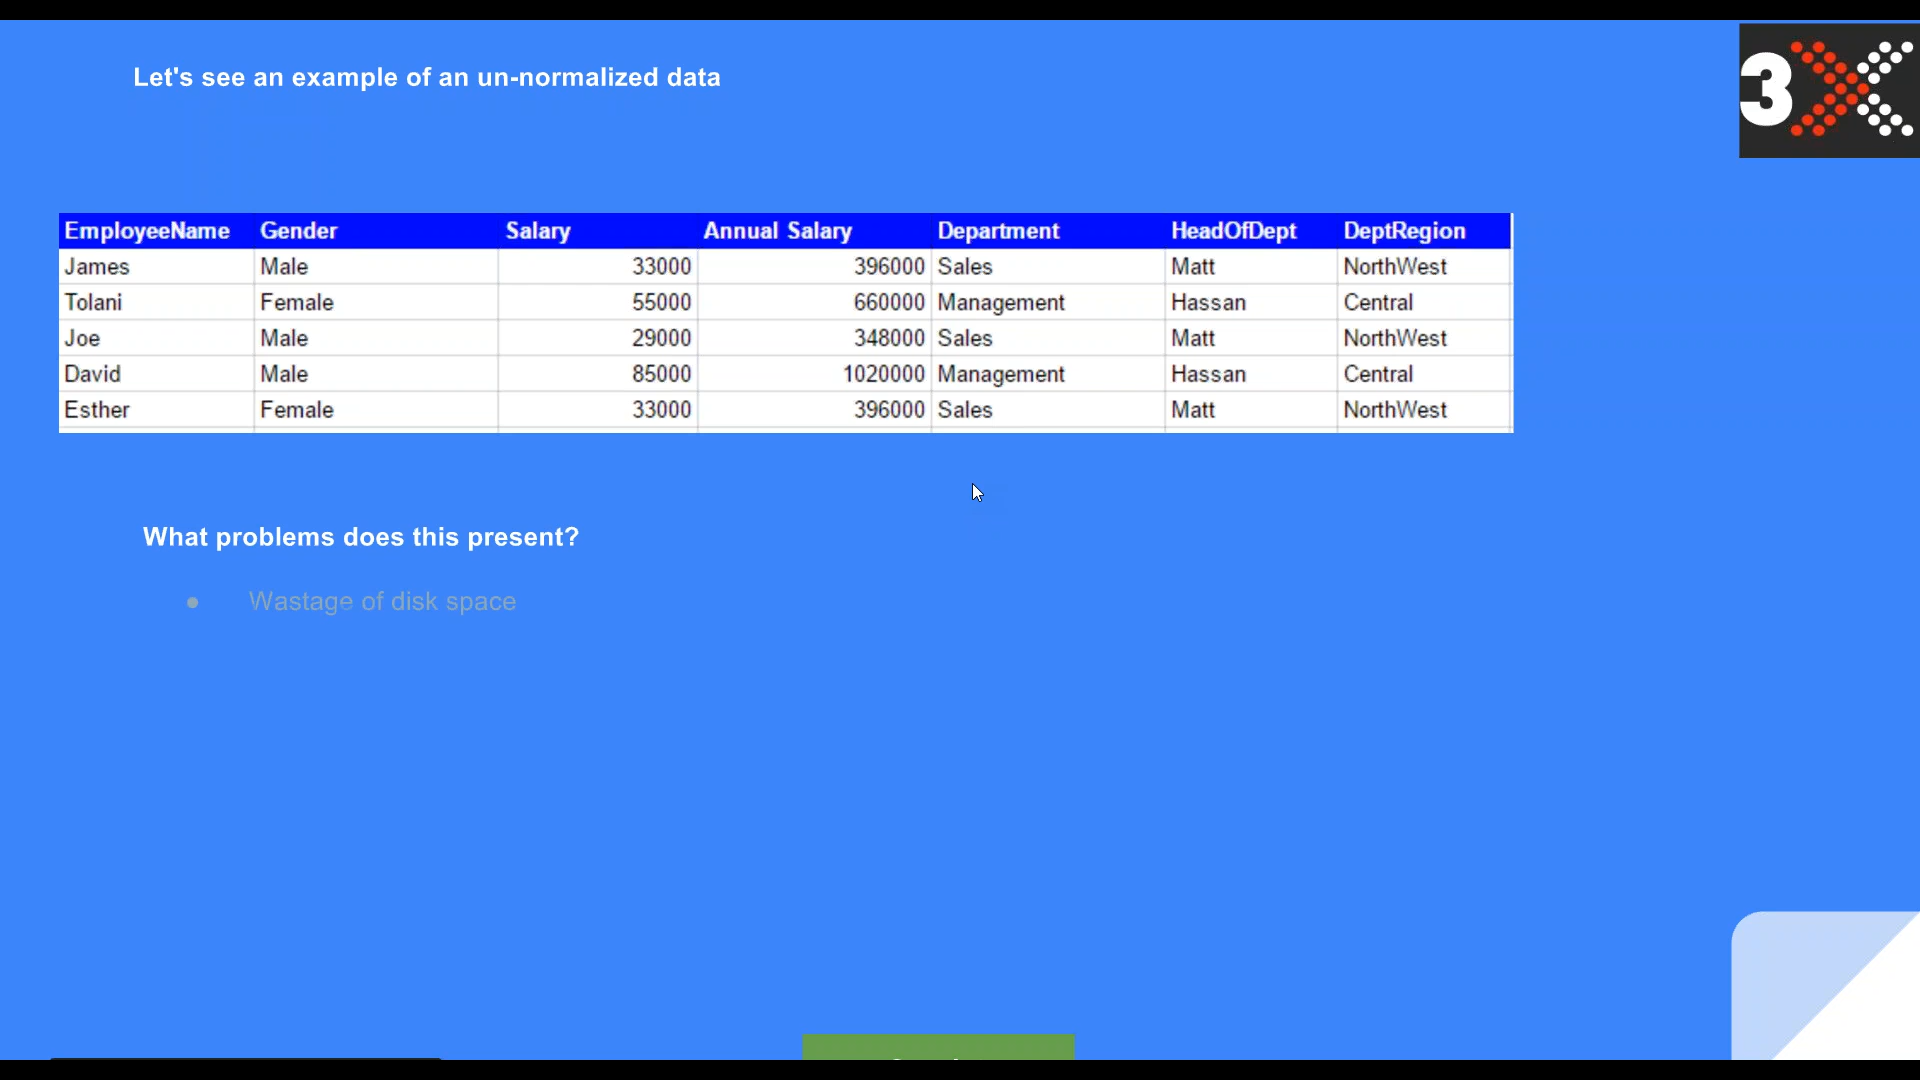 Let's see an example of an un-normalized data
3X
EmployeeName Gender Salary Annual Salary Department HeadOfDept DeptRegion
James Male 33000 396000 Sales Matt NorthWest
Tolani Female 55000 660000 Management Hassan Central
Joe Male 29000 348000 Sales Matt NorthWest
David Male 85000 1020000 Management Hassan Central
Esther Female 33000 396000 Sales Matt NorthWest
What problems does this present?
● Wastage of disk space